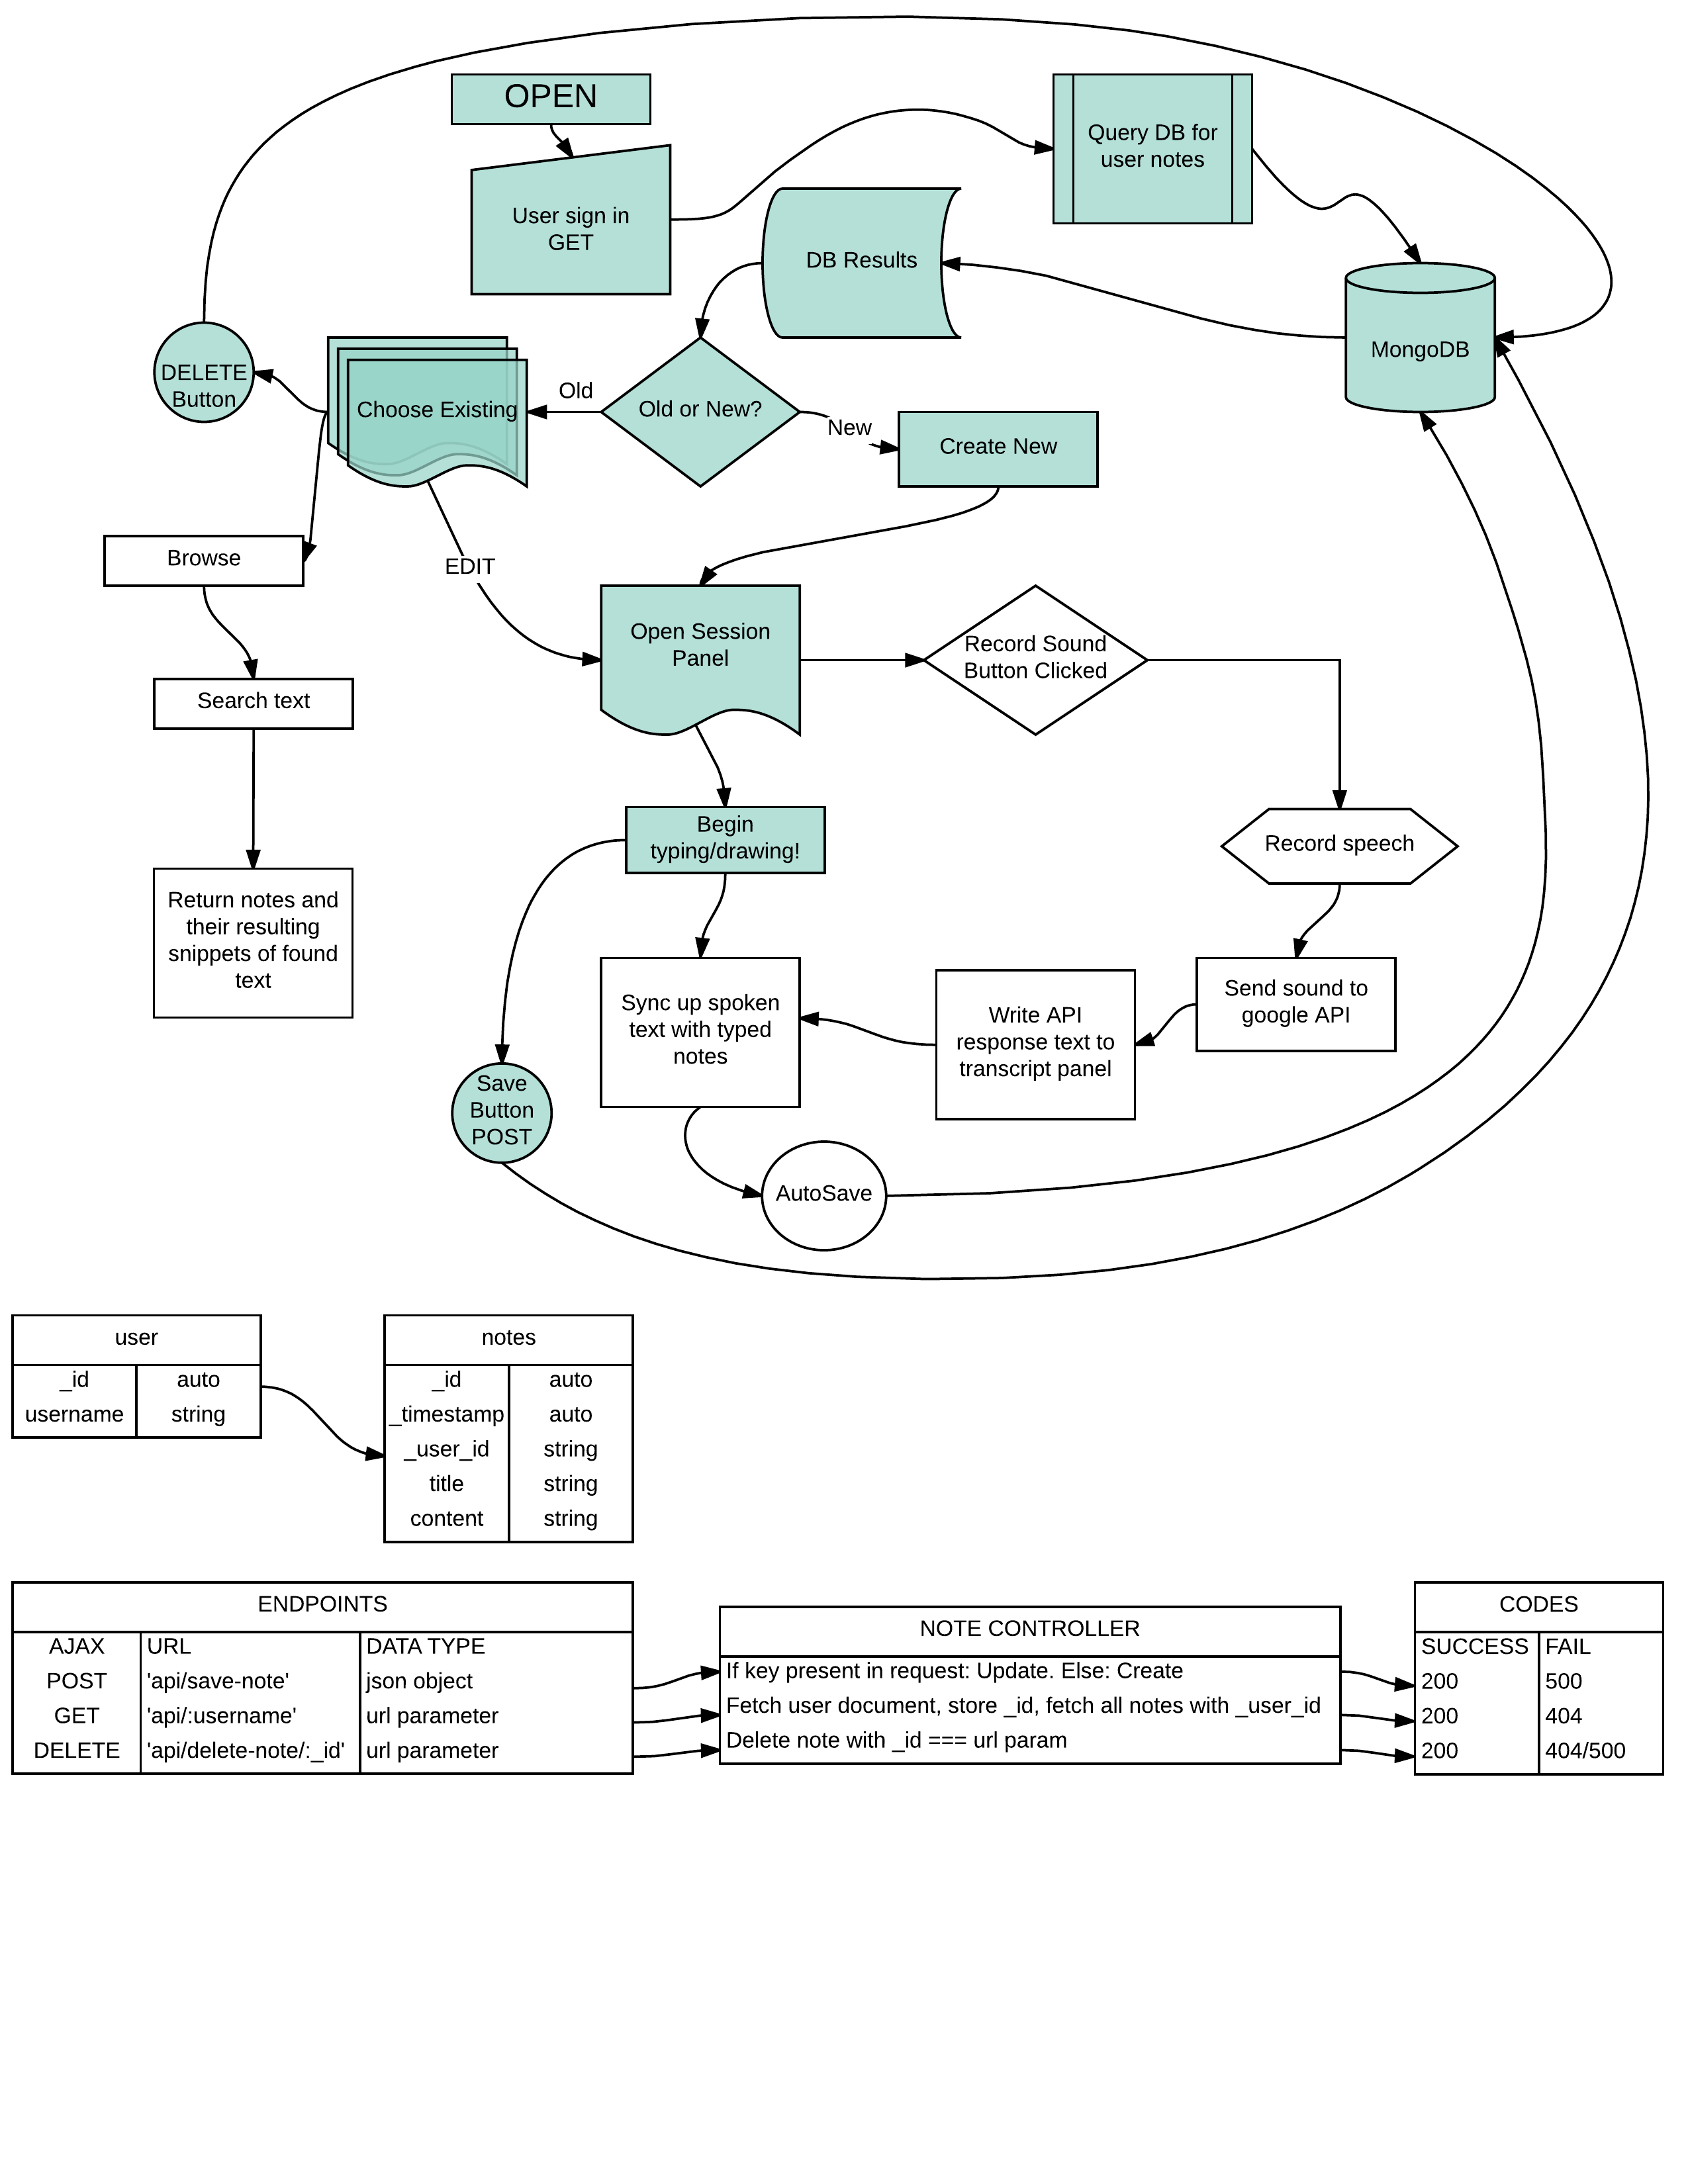 OPEN
Query DB for
user notes
User sign in
GET
DB Results
MongoDB
DELETE
Button
Choose Existing
Old
Old or New?
New
Create New
Browse
EDIT
Open Session
Panel
Record Sound
Button Clicked
Search text
Begin
typing/drawing!
Record speech
Return notes and
their resulting
snippets of found
text
Sync up spoken
text with typed
notes
Write API
response text to
transcript panel
Send sound to
google API
Save
Button
POST
AutoSave
user
_id auto
username string
notes
_id auto
_timestamp auto
_user_id string
title string
content string
ENDPOINTS
AJAX URL DATA TYPE
POST 'api/save-note' json object
GET 'api/:username' url parameter
DELETE 'api/delete-note/:_id' url parameter
NOTE CONTROLLER
If key present in request: Update. Else: Create
Fetch user document, store _id, fetch all notes with _user_id
Delete note with _id === url param
CODES
SUCCESS FAIL
200 500
200 404
200 404/500